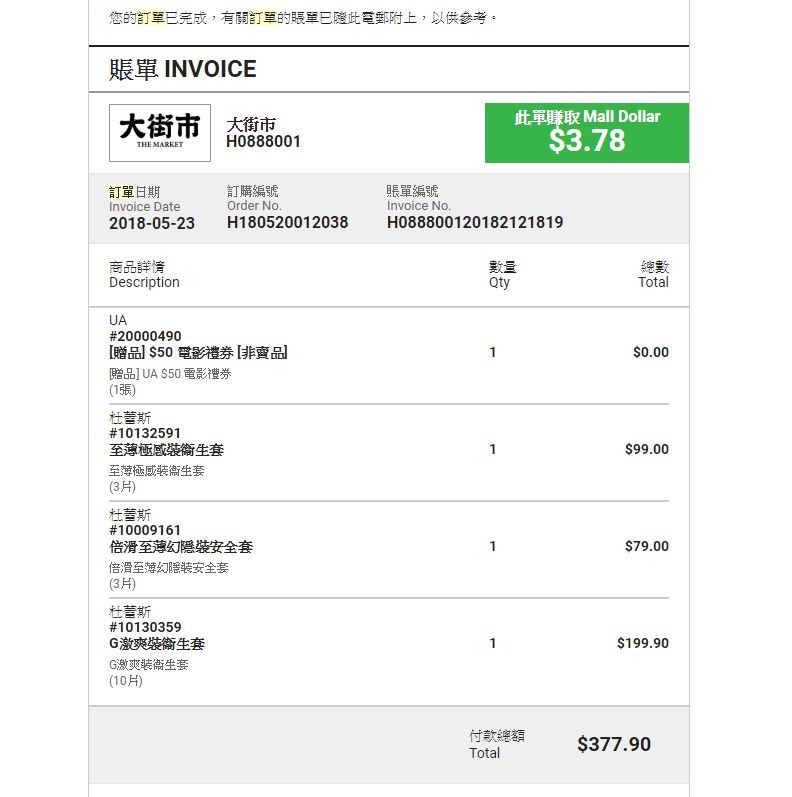 您的訂單已完成，有關訂單的賬單已隨此電郵附上，以供參考。
賬單 INVOICE
大街市
THE MARKET
大街市
H0888001
此單賺取 Mall Dollar
$3.78
訂單日期 訂購編號 賬單編號
Invoice Date Order No. Invoice No.
2018-05-23 H180520012038 H088800120182121819
商品詳情 數量 總數
Description Qty Total
UA
#20000490
[贈品] $50 電影禮券 [非賣品] 1 $0.00
[贈品] UA $50 電影禮券
(1張)
杜蕾斯
#10132591
至薄極感裝衞生套 1 $99.00
至薄極感裝衞生套
(3片)
杜蕾斯
#10009161
倍滑至薄幻隱裝安全套 1 $79.00
倍滑至薄幻隱裝安全套
(3片)
杜蕾斯
#10130359
G激爽裝衞生套 1 $199.90
G激爽裝衞生套
(10片)
付款總額
Total $377.90